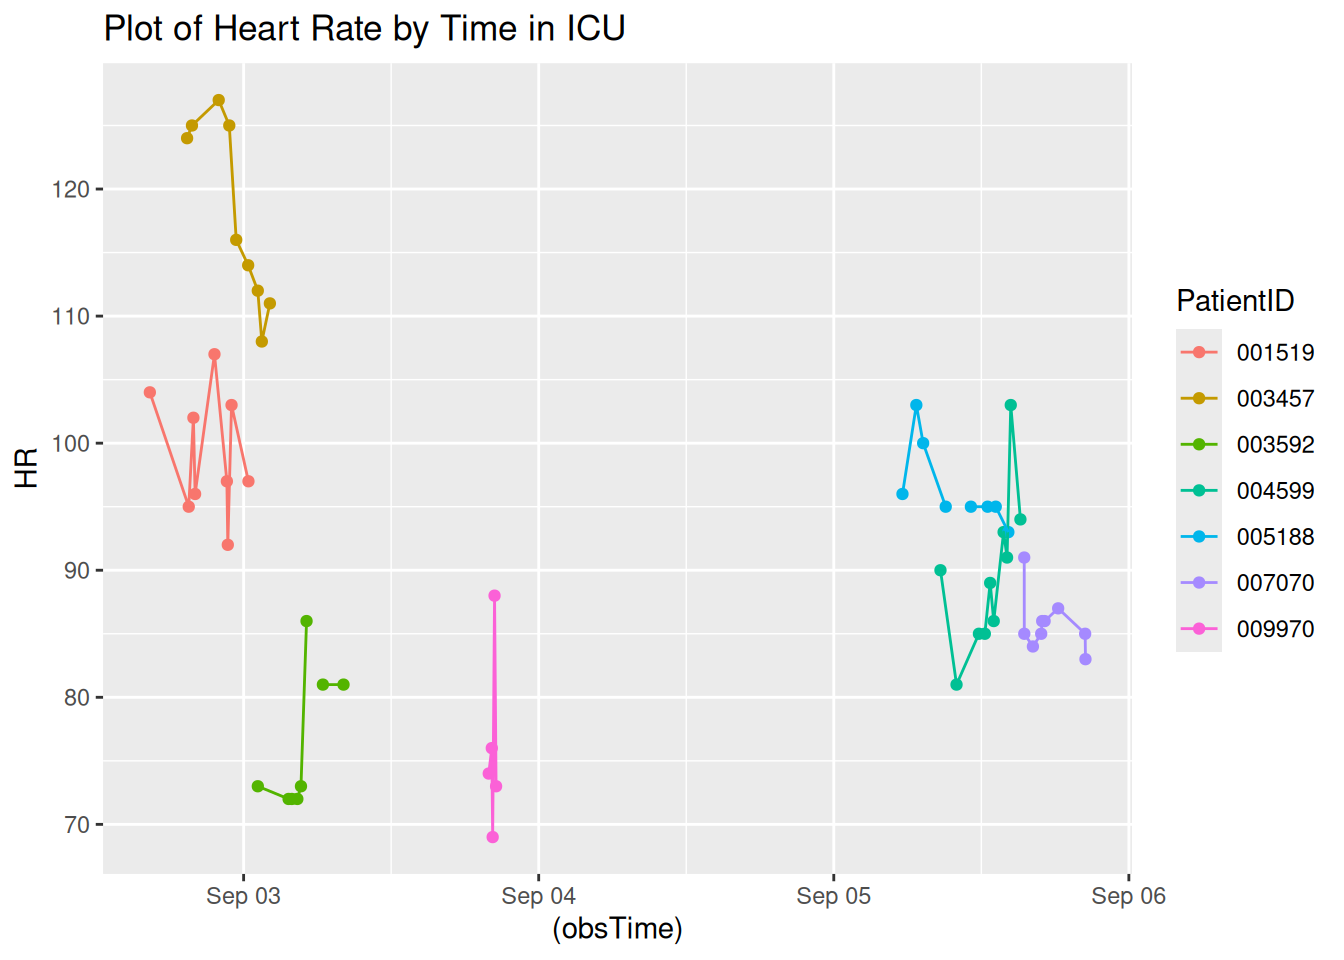 Plot of Heart Rate by Time in ICU
HR
120
110
100
90
80
70
Sep 03
Sep 04
Sep 05
Sep 06
(obsTime)
PatientID
001519
003457
003592
004599
005188
007070
009970